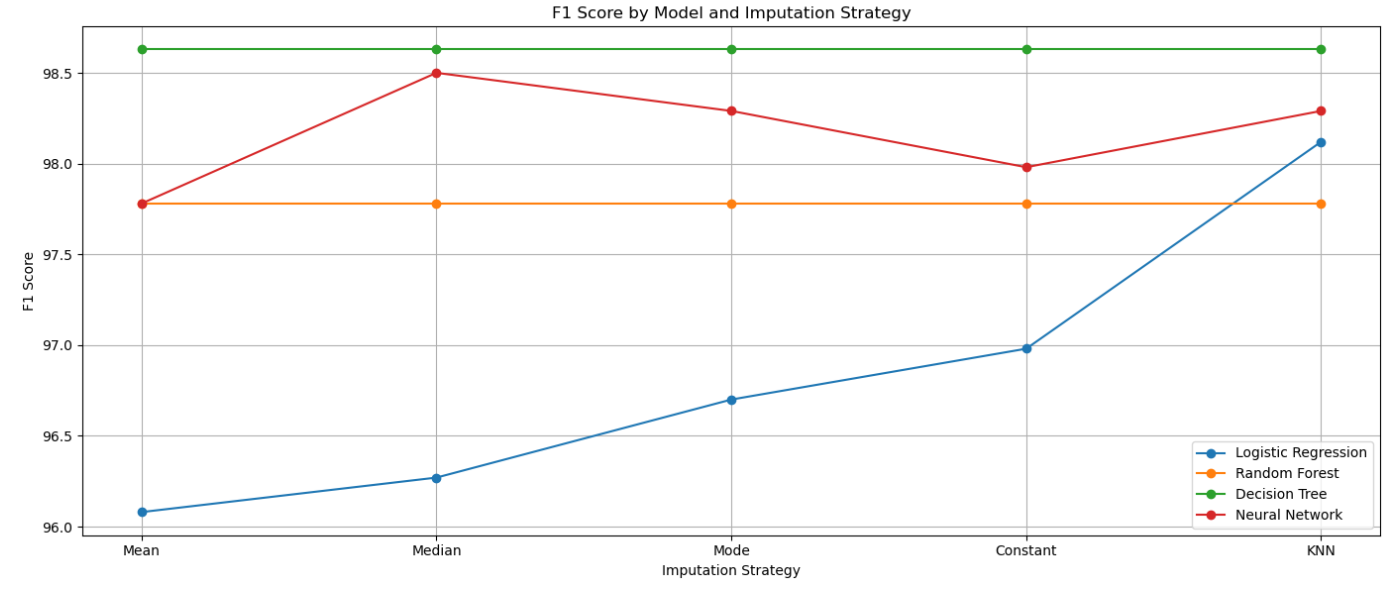 F1 Score by Model and Imputation Strategy
F1 Score
98.5
98.0
97.5
97.0
96.5
96.0
Mean
Median
Mode
Constant
KNN
Imputation Strategy
Logistic Regression
Random Forest
Decision Tree
Neural Network